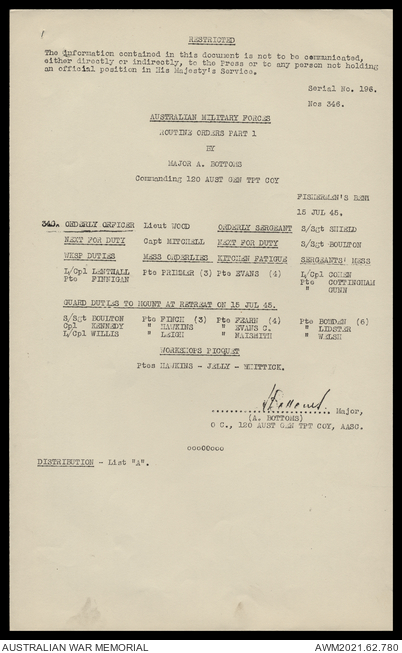 RESTRICTED
The information contained in this document is not to be communicated,
either directly or indirectly, to the Press or to any person not holding
an official position in His Majesty's Service.
Serial No. 196.
Nos 346.
AUSTRALIAN MILITARY FORCES
ROUTINE ORDERS PART 1
BY
MAJOR A. BOTTOMS
Commanding 120 AUST GEN TPT COY
FISHERMEN'S BEND
15 JUL 45.
346. ORDERLY OFFICER Lieut WOOD ORDERLY SERGEANT S/Sgt SHIELD
NEXT FOR DUTY Capt MITCHELL NEXT FOR DUTY S/Sgt BOULTON
WKSP DUTIES MESS ORDERLIES KITCHEN FATIGUE SERGEANTS' MESS
L/Cpl LENTHALL Pte PRIDMER (3) Pte EVANS (4) L/Cpl COHEN
Pte FINNIGAN Pte COTTINGHAM
" GUNN
GUARD DUTIES TO MOUNT AT RETREAT ON 15 JUL 45.
S/Sgt BOULTON Pte FINCH (3) Pte FEARN (4) Pte BOWDEN (6)
Cpl KENNEDY " HAWKINS " EVANS C. " LIDSTER
L/Cpl WILLIS " LEIGH " NAISMITH " WELSH
WORKSHOPS PICQUET
Ptes HAWKINS - JELLY - WHITTICK.
Major,
(A. BOTTOMS)
O C., 120 AUST GEN TPT COY, AASC.
ooooOooo
DISTRIBUTION - List "A".
AUSTRALIAN WAR MEMORIAL AWM2021.62.780